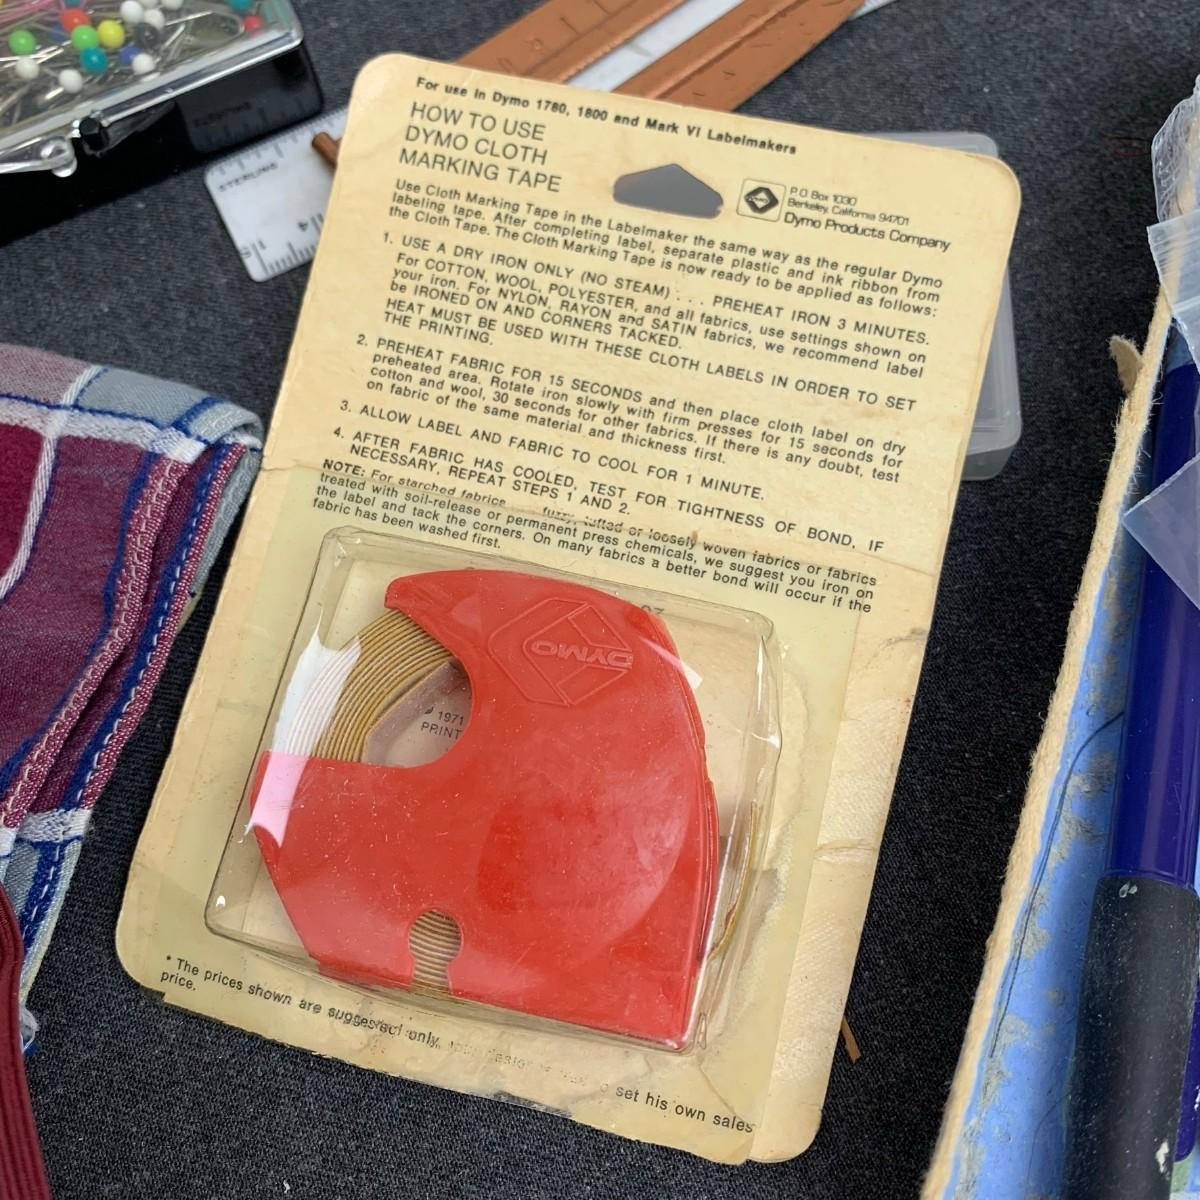 For use in Dymo 1780, 1800 and Mark VI Labelmakers
HOW TO USE
DYMO CLOTH
MARKING TAPE
DYMO
P.O Box 1030
Berkeley, California 94701
Dymo Products Company
Use Cloth Marking Tape in the Labelmaker the same way as the regular Dymo
labeling tape. After completing label, separate plastic and ink ribbon from
the Cloth Tape. The Cloth Marking Tape is now ready to be applied as follows:
1. USE A DRY IRON ONLY (NO STEAM) . . . PREHEAT IRON 3 MINUTES.
For COTTON, WOOL, POLYESTER, and all fabrics, use settings shown on
your iron. For NYLON, RAYON and SATIN fabrics, we recommend label
be IRONED ON AND CORNERS TACKED.
HEAT MUST BE USED WITH THESE CLOTH LABELS IN ORDER TO SET
THE PRINTING.
2. PREHEAT FABRIC FOR 15 SECONDS and then place cloth label on dry
preheated area. Rotate iron slowly with firm presses for 15 seconds for
cotton and wool, 30 seconds for other fabrics. If there is any doubt, test
on fabric of the same material and thickness first.
3. ALLOW LABEL AND FABRIC TO COOL FOR 1 MINUTE.
4. AFTER FABRIC HAS COOLED, TEST FOR TIGHTNESS OF BOND, IF
NECESSARY, REPEAT STEPS 1 AND 2.
NOTE: For starched fabrics fuzzy, tufted or loosely woven fabrics or fabrics
treated with soil-release or permanent press chemicals, we suggest you iron on
the label and tack the corners. On many fabrics a better bond will occur if the
fabric has been washed first.
DYMO
1971
PRINT
* The prices shown are suggested only, set his own sales
price.
STERLING